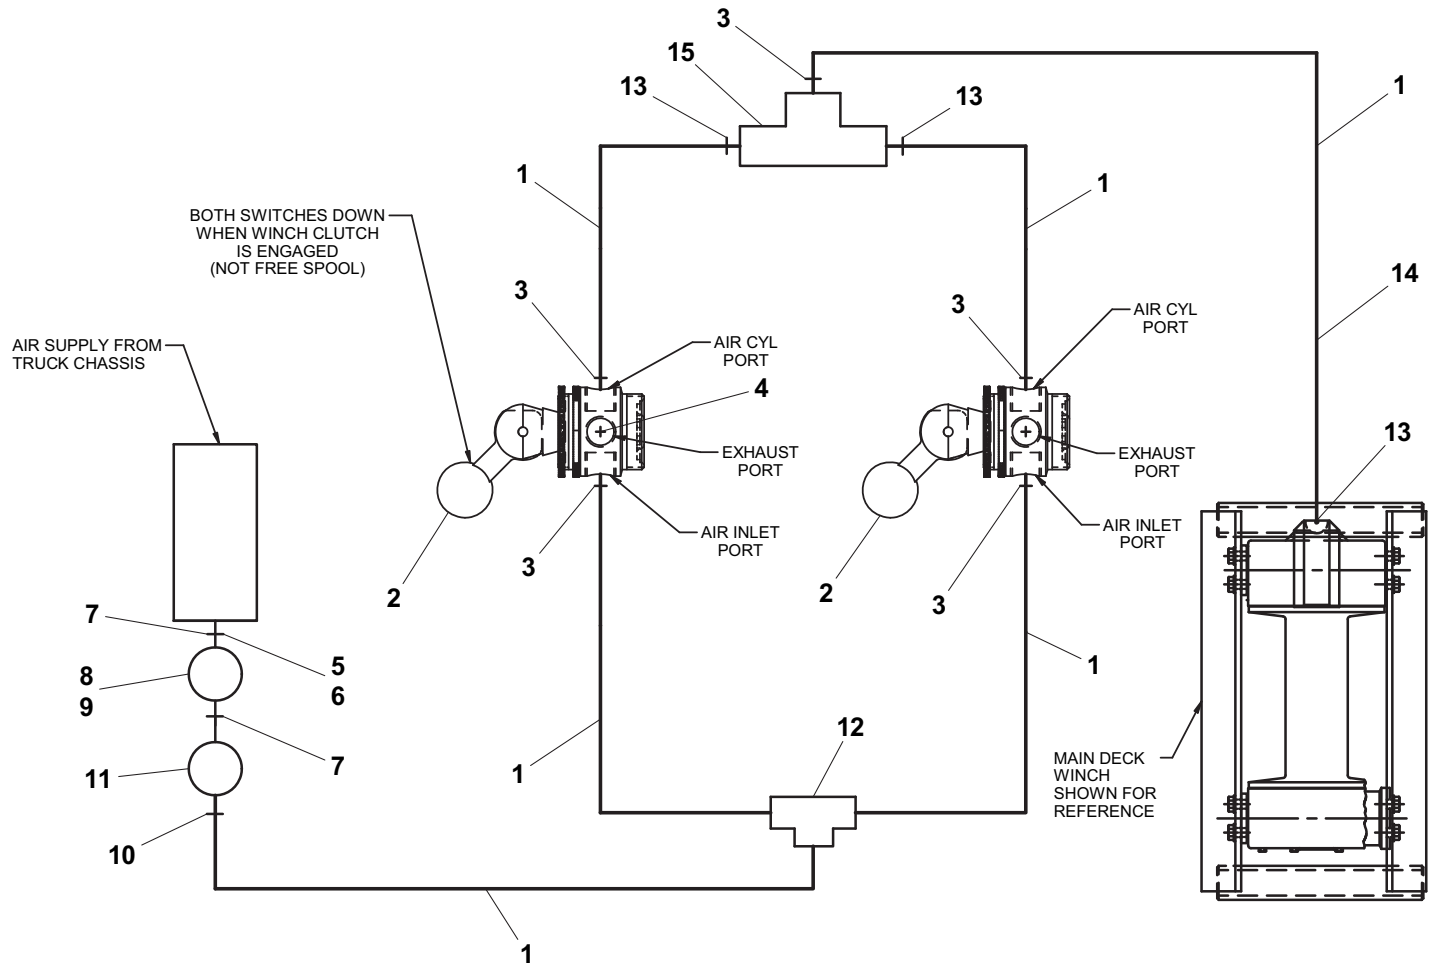 3
15
13
13
1
1
1
BOTH SWITCHES DOWN
WHEN WINCH CLUTCH
IS ENGAGED
(NOT FREE SPOOL)
14
3
3
AIR CYL
PORT
AIR CYL
PORT
AIR SUPPLY FROM
TRUCK CHASSIS
4
13
EXHAUST
PORT
EXHAUST
PORT
AIR INLET
PORT
AIR INLET
PORT
3
2
2
3
7
5
6
1
8
9
12
7
11
1
MAIN DECK
WINCH
SHOWN FOR
REFERENCE
10
1